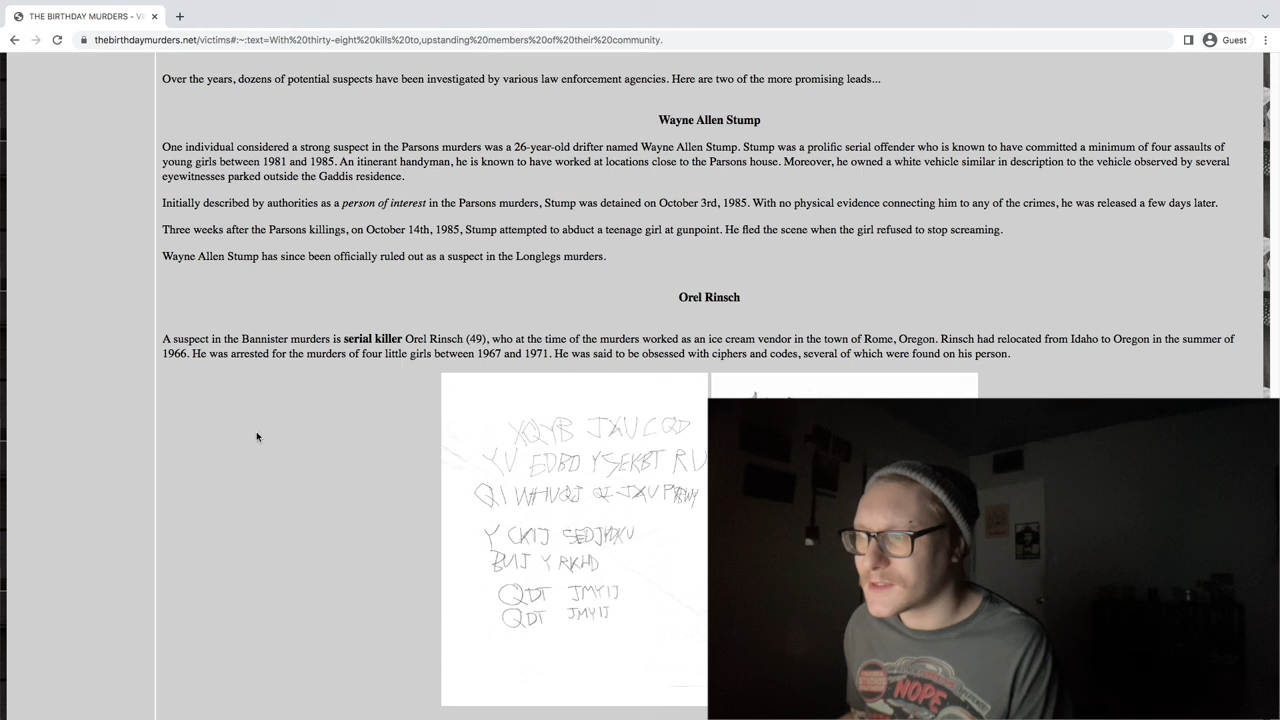 THE BIRTHDAY MURDERS - VI
thebirthdaymurders.net/victims#:~:text=With%20thirty-eight%20kills%20to,upstanding%20members%20of%20their%20community.
Guest
Over the years, dozens of potential suspects have been investigated by various law enforcement agencies. Here are two of the more promising leads...
Wayne Allen Stump
One individual considered a strong suspect in the Parsons murders was a 26-year-old drifter named Wayne Allen Stump. Stump was a prolific serial offender who is known to have committed a minimum of four assaults of
young girls between 1981 and 1985. An itinerant handyman, he is known to have worked at locations close to the Parsons house. Moreover, he owned a white vehicle similar in description to the vehicle observed by several
eyewitnesses parked outside the Gaddis residence.
Initially described by authorities as a person of interest in the Parsons murders, Stump was detained on October 3rd, 1985. With no physical evidence connecting him to any of the crimes, he was released a few days later.
Three weeks after the Parsons killings, on October 14th, 1985, Stump attempted to abduct a teenage girl at gunpoint. He fled the scene when the girl refused to stop screaming.
Wayne Allen Stump has since been officially ruled out as a suspect in the Longlegs murders.
Orel Rinsch
A suspect in the Bannister murders is serial killer Orel Rinsch (49), who at the time of the murders worked as an ice cream vendor in the town of Rome, Oregon. Rinsch had relocated from Idaho to Oregon in the summer of
1966. He was arrested for the murders of four little girls between 1967 and 1971. He was said to be obsessed with ciphers and codes, several of which were found on his person.
XQYB JXU
YU EDBO YSEKBT RU
QI WHUQJ QI JXU
Y CKIJ
BUJ Y RKHD
QDT JMYIJ
QDT JMYIJ
NOPE